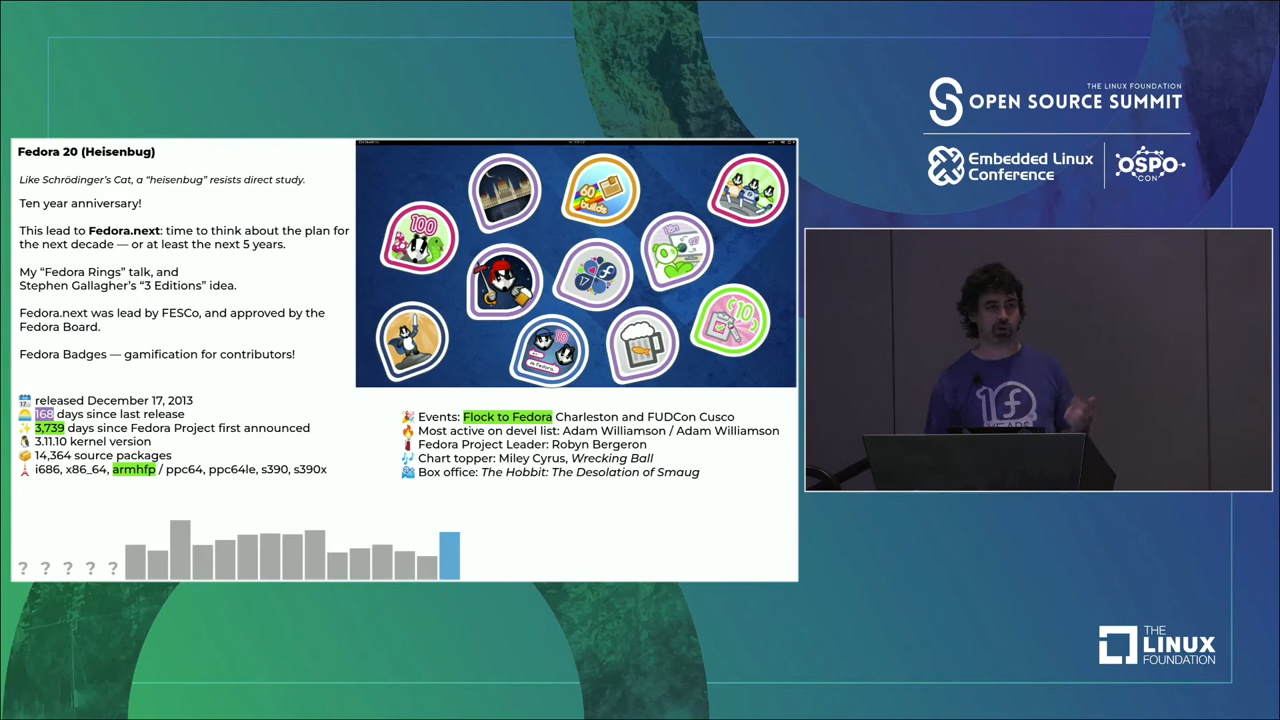 THE LINUX FOUNDATION
OPEN SOURCE SUMMIT
Embedded Linux
Conference
OSPO
CON
Fedora 20 (Heisenbug)
Like Schrödinger’s Cat, a “heisenbug” resists direct study.
Ten year anniversary!
This lead to Fedora.next: time to think about the plan for
the next decade — or at least the next 5 years.
My “Fedora Rings” talk, and
Stephen Gallagher’s “3 Editions” idea.
Fedora.next was lead by FESCo, and approved by the
Fedora Board.
Fedora Badges — gamification for contributors!
100
60
builds
17
10
10
released December 17, 2013
168 days since last release
3,739 days since Fedora Project first announced
3.11.10 kernel version
14,364 source packages
i686, x86_64, armhfp / ppc64, ppc64le, s390, s390x
Events: Flock to Fedora Charleston and FUDCon Cusco
Most active on devel list: Adam Williamson / Adam Williamson
Fedora Project Leader: Robyn Bergeron
Chart topper: Miley Cyrus, Wrecking Ball
Box office: The Hobbit: The Desolation of Smaug
? ? ? ? ?
YEARS
THE
LINUX
FOUNDATION